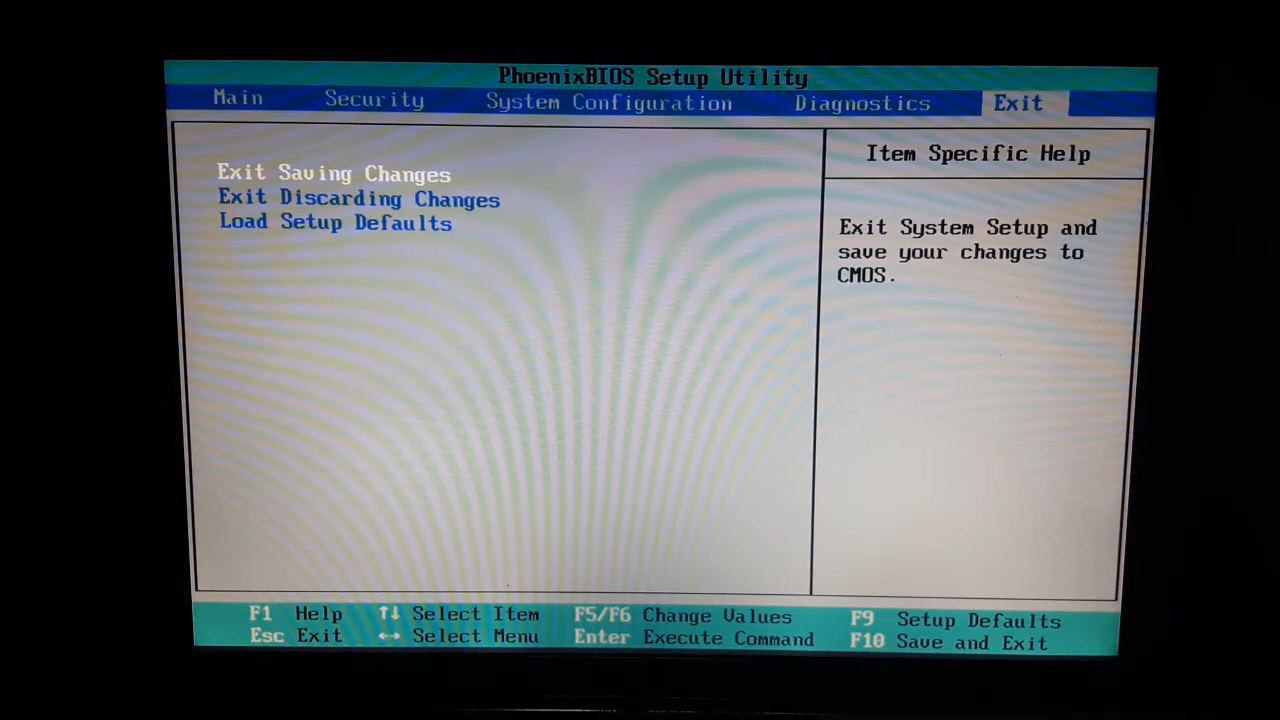 PhoenixBIOS Setup Utility
Main Security System Configuration Diagnostics Exit
Exit Saving Changes
Exit Discarding Changes
Load Setup Defaults
Item Specific Help
Exit System Setup and
save your changes to
CMOS.
F1 Help ↑↓ Select Item F5/F6 Change Values F9 Setup Defaults
Esc Exit ↔ Select Menu Enter Execute Command F10 Save and Exit